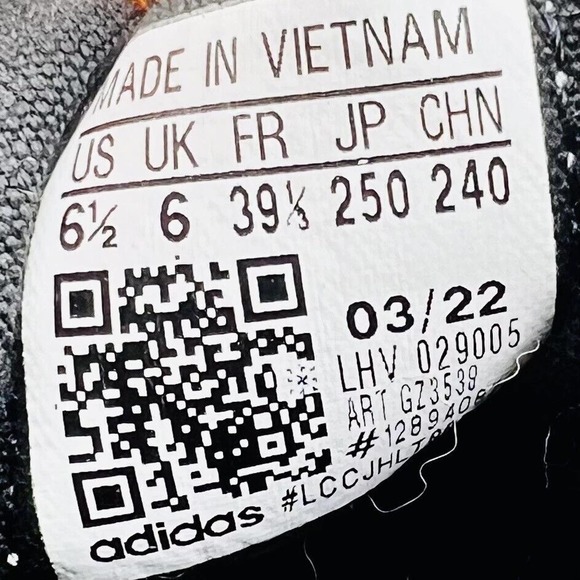 MADE IN VIETNAM
US UK FR JP CHN
6½ 6 39⅓ 250 240
03/22
LHV 029005
ART GZ3539
adidas